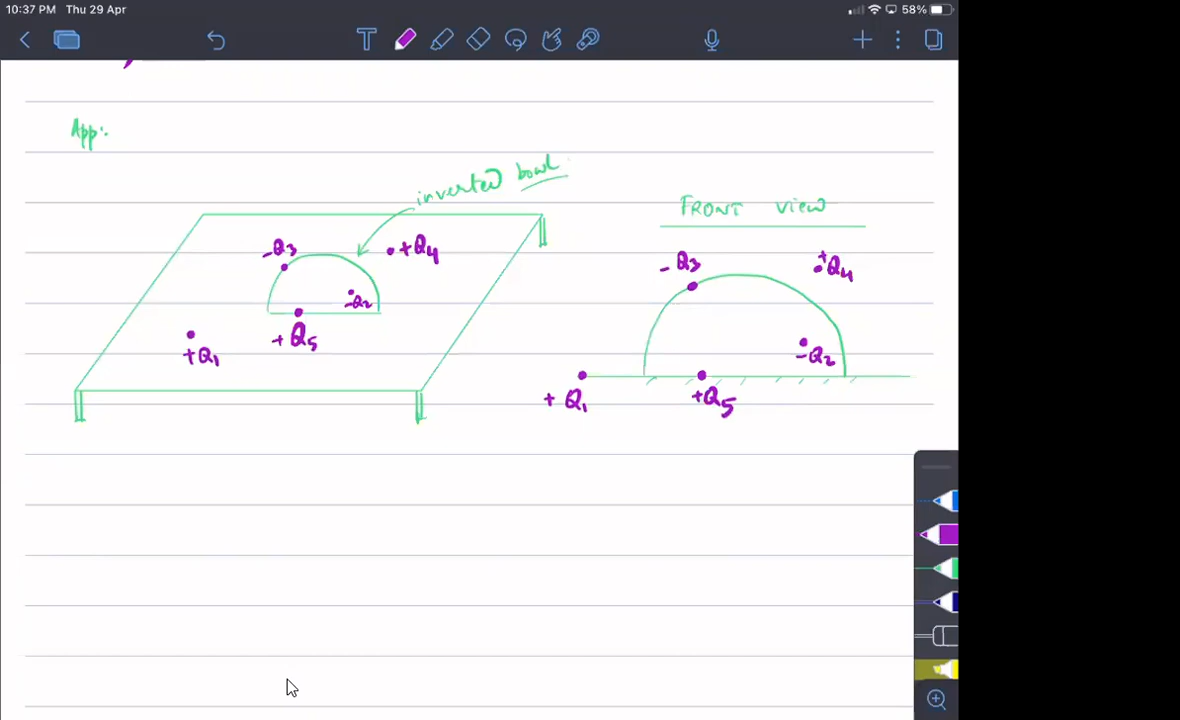 10:37 PM Thu 29 Apr
58%
App:
inverted bowl
FRONT view
-Q3
+Q4
-Q2
+Q5
+Q1
-Q3
+Q4
-Q2
+Q1
+Q5